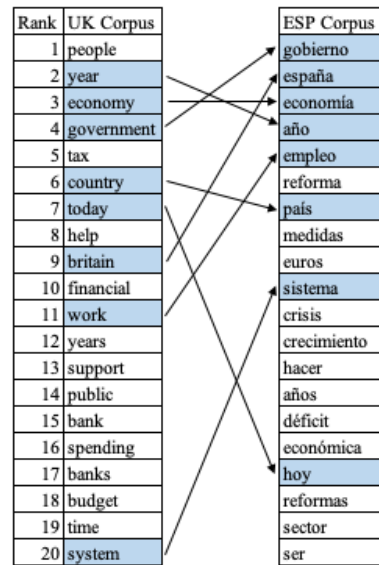 Rank UK Corpus ESP Corpus
1 people gobierno
2 year españa
3 economy economía
4 government año
5 tax empleo
6 country reforma
7 today país
8 help medidas
9 britain euros
10 financial sistema
11 work crisis
12 years crecimiento
13 support hacer
14 public años
15 bank déficit
16 spending económica
17 banks hoy
18 budget reformas
19 time sector
20 system ser